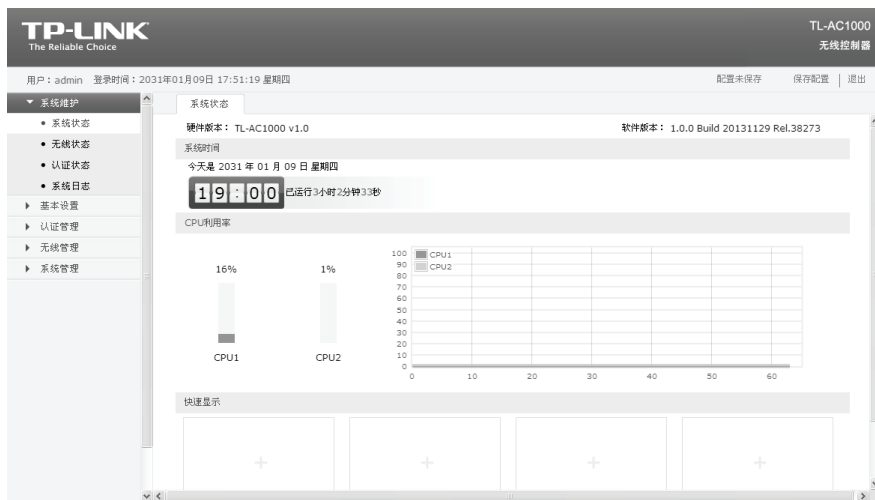 TP-LINK
The Reliable Choice
TL-AC1000
无线控制器
用户：admin 登录时间：2031年01月09日 17:51:19 星期四
配置未保存 保存配置 | 退出
系统维护
系统状态
无线状态
认证状态
系统日志
基本设置
认证管理
无线管理
系统管理
系统状态
硬件版本： TL-AC1000 v1.0
软件版本： 1.0.0 Build 20131129 Rel.38273
系统时间
今天是 2031 年 01 月 09 日 星期四
19:00 已运行3小时2分钟33秒
CPU利用率
16%
1%
CPU1
CPU2
100
90
80
70
60
50
40
30
20
10
0
CPU1
CPU2
0 10 20 30 40 50 60
快速显示